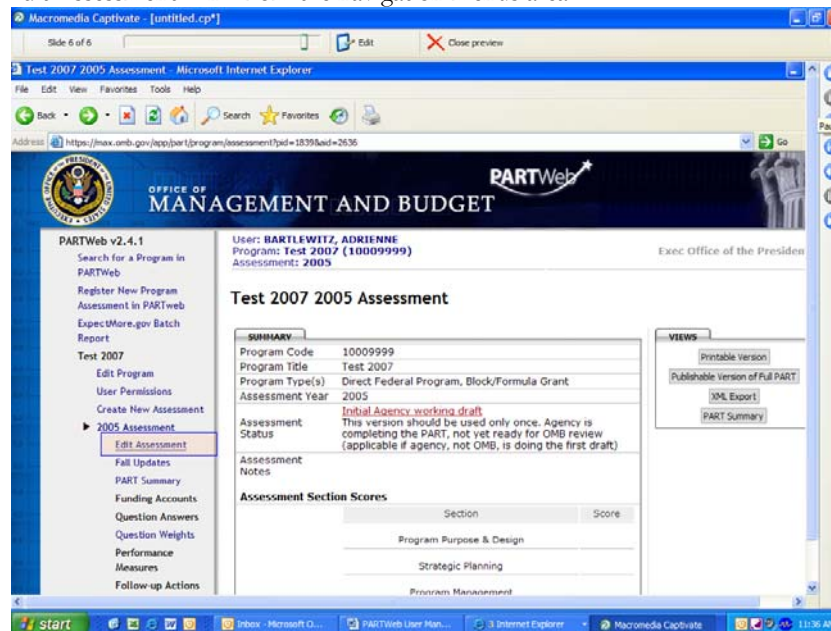 Macromedia Captivate - [untitled.cp*]
Slide 6 of 6 Edit Close preview
Test 2007 2005 Assessment - Microsoft Internet Explorer
File Edit View Favorites Tools Help
Back Search Favorites
Address https://max.omb.gov/app/part/program/assessment?pid=1839&aid=2636 Go
OFFICE OF
MANAGEMENT AND BUDGET
PARTWeb
PARTWeb v2.4.1
Search for a Program in
PARTWeb
Register New Program
Assessment in PARTweb
ExpectMore.gov Batch
Report
Test 2007
Edit Program
User Permissions
Create New Assessment
2005 Assessment
Edit Assessment
Fall Updates
PART Summary
Funding Accounts
Question Answers
Question Weights
Performance
Measures
Follow-up Actions
User: BARTLEWITZ, ADRIENNE
Program: Test 2007 (10009999)
Assessment: 2005
Exec Office of the Presiden
Test 2007 2005 Assessment
SUMMARY
Program Code 10009999
Program Title Test 2007
Program Type(s) Direct Federal Program, Block/Formula Grant
Assessment Year 2005
Assessment
Status
Initial Agency working draft
This version should be used only once. Agency is
completing the PART, not yet ready for OMB review
(applicable if agency, not OMB, is doing the first draft)
Assessment
Notes
Assessment Section Scores
Section Score
Program Purpose & Design
Strategic Planning
Program Management
VIEWS
Printable Version
Publishable Version of Full PART
XML Export
PART Summary
start Inbox - Microsoft O... PARTWeb User Man... 3 Internet Explorer Macromedia Captivate 11:36 AM